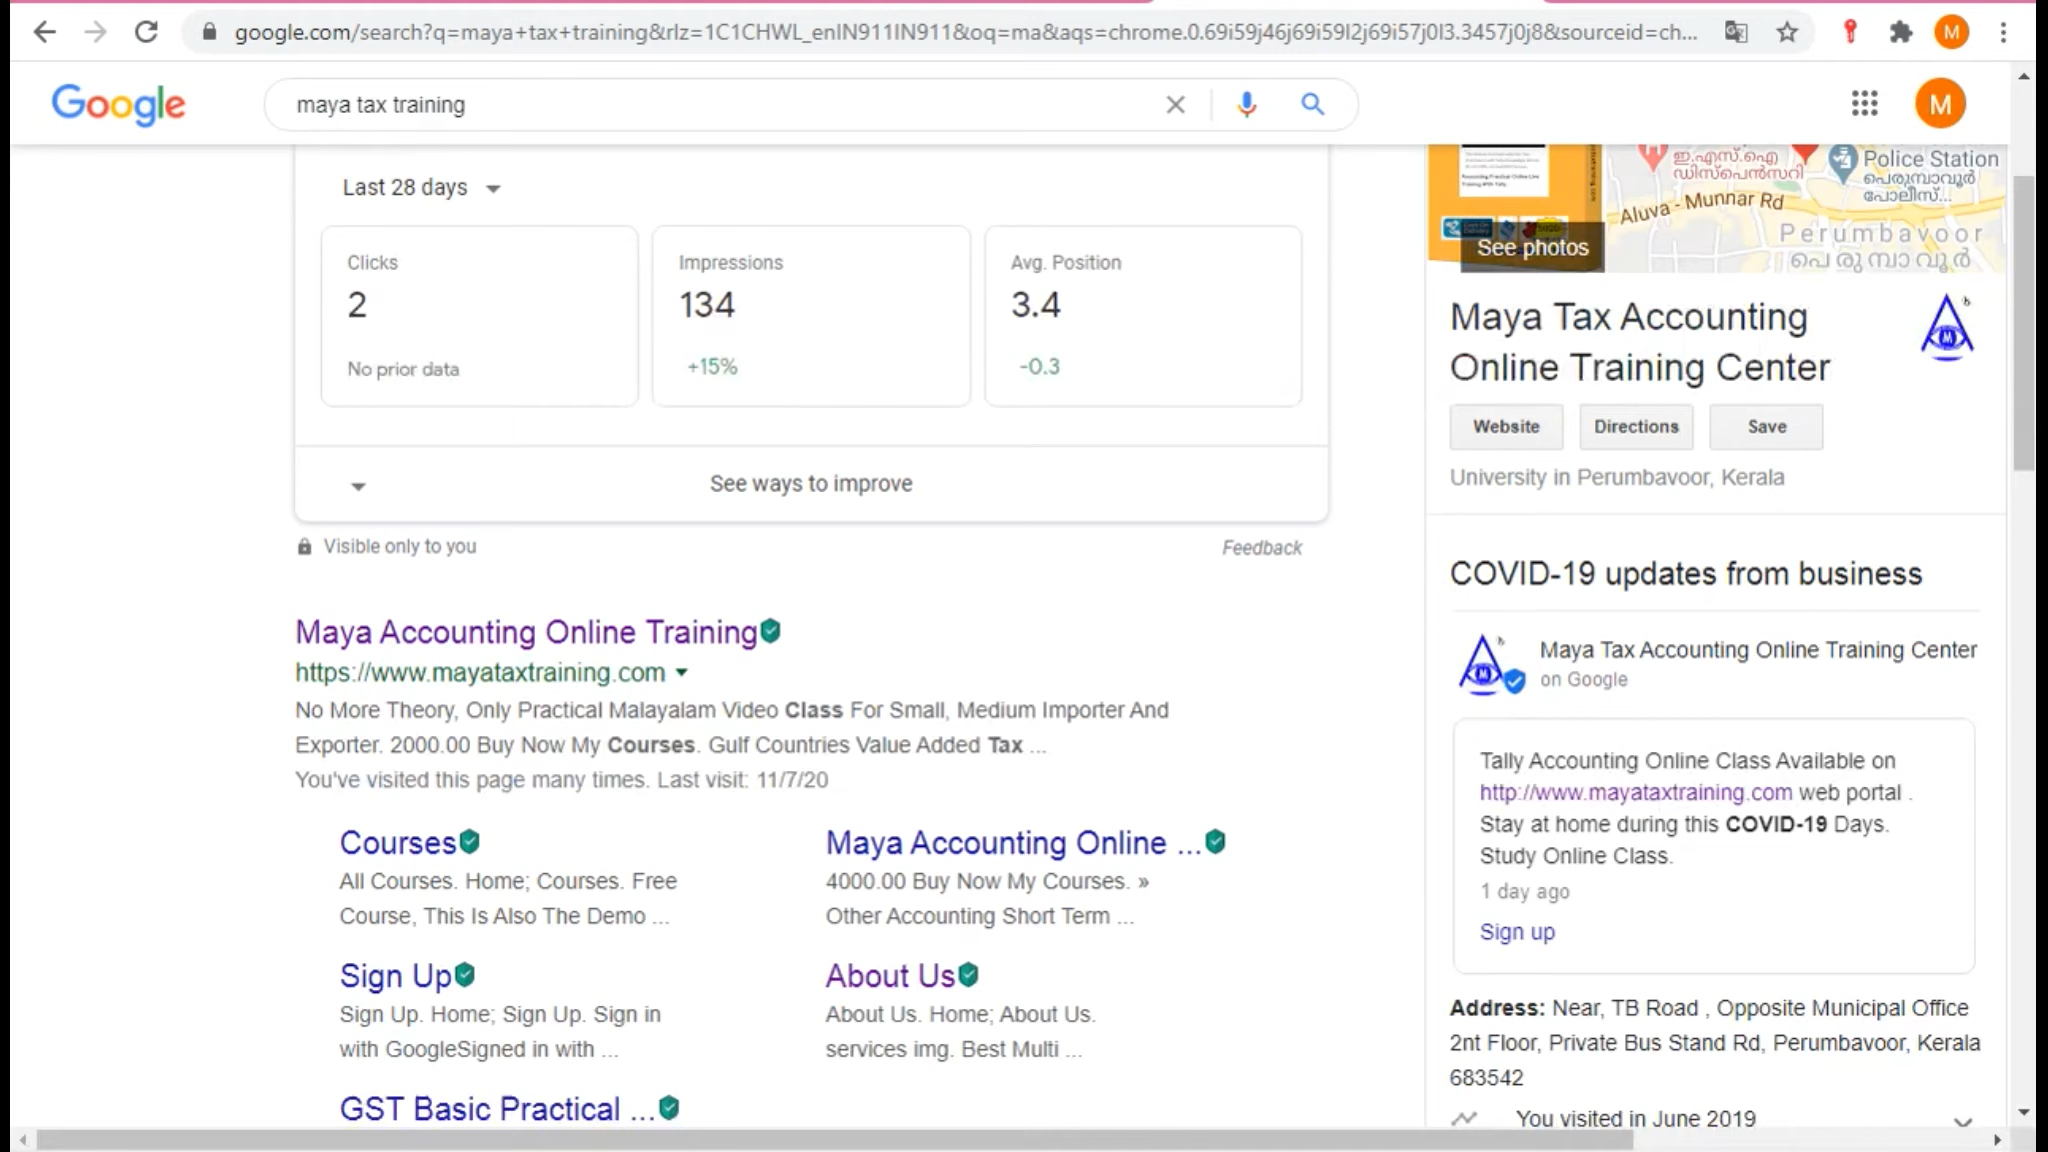 google.com/search?q=maya+tax+training&rlz=1C1CHWL_enIN911IN911&oq=ma&aqs=chrome.0.69i59j46j69i59l2j69i57j0l3.3457j0j8&sourceid=ch...
M
Google
maya tax training
M
Last 28 days
Clicks
2
No prior data
Impressions
134
+15%
Avg. Position
3.4
-0.3
See ways to improve
Visible only to you
Feedback
Maya Accounting Online Training
https://www.mayataxtraining.com
No More Theory, Only Practical Malayalam Video Class For Small, Medium Importer And
Exporter. 2000.00 Buy Now My Courses. Gulf Countries Value Added Tax ...
You've visited this page many times. Last visit: 11/7/20
Courses
All Courses. Home; Courses. Free
Course, This Is Also The Demo ...
Maya Accounting Online ...
4000.00 Buy Now My Courses. »
Other Accounting Short Term ...
Sign Up
Sign Up. Home; Sign Up. Sign in
with GoogleSigned in with ...
About Us
About Us. Home; About Us.
services img. Best Multi ...
GST Basic Practical ...
See photos
ഇ.എസ്.ഐ
ഡിസ്പെൻസറി
Police Station
പെരുമ്പാവൂർ
പോലീസ്...
Aluva - Munnar Rd
Perumbavoor
പെരുമ്പാവൂർ
Maya Tax Accounting
Online Training Center
Website
Directions
Save
University in Perumbavoor, Kerala
COVID-19 updates from business
Maya Tax Accounting Online Training Center
on Google
Tally Accounting Online Class Available on
http://www.mayataxtraining.com web portal .
Stay at home during this COVID-19 Days.
Study Online Class.
1 day ago
Sign up
Address: Near, TB Road , Opposite Municipal Office
2nt Floor, Private Bus Stand Rd, Perumbavoor, Kerala
683542
You visited in June 2019